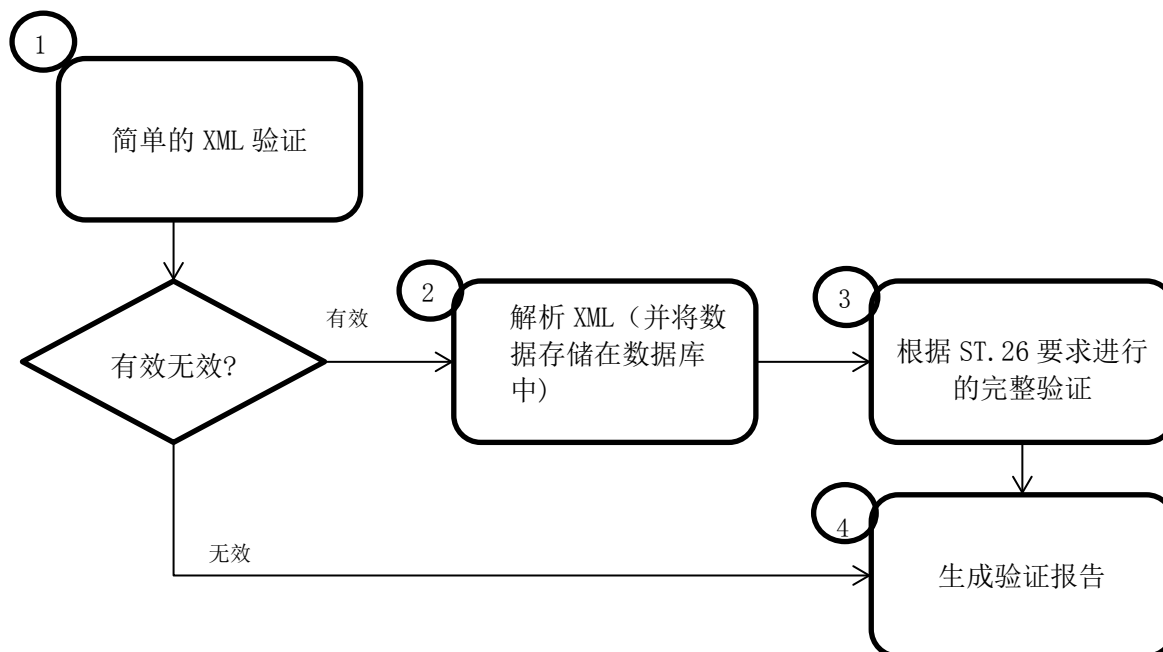 1
简单的 XML 验证
有效无效?
有效
2
解析 XML（并将数
据存储在数据库
中)
3
根据 ST.26 要求进行
的完整验证
无效
4
生成验证报告